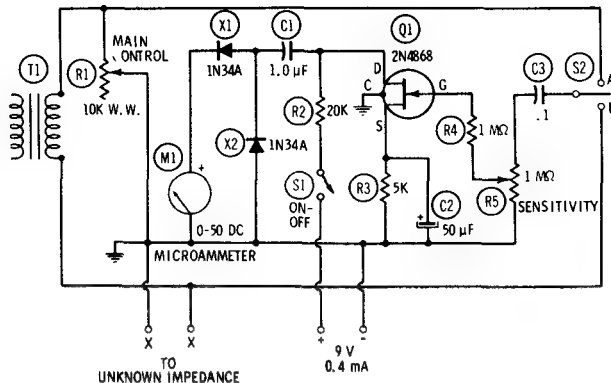 X1
C1
Q1
T1
MAIN
CONTROL
R1
10K W.W.
1N34A
1.0 µF
2N4868
D
C
G
S
C3
.1
S2
A
R2
20K
X2
1N34A
R4
1 MΩ
M1
+
S1
ON-
OFF
R3
5K
C2
+
50 µF
1 MΩ
R5
SENSITIVITY
0-50 DC
MICROAMMETER
X
X
+
-
TO
UNKNOWN IMPEDANCE
9 V
0.4 mA